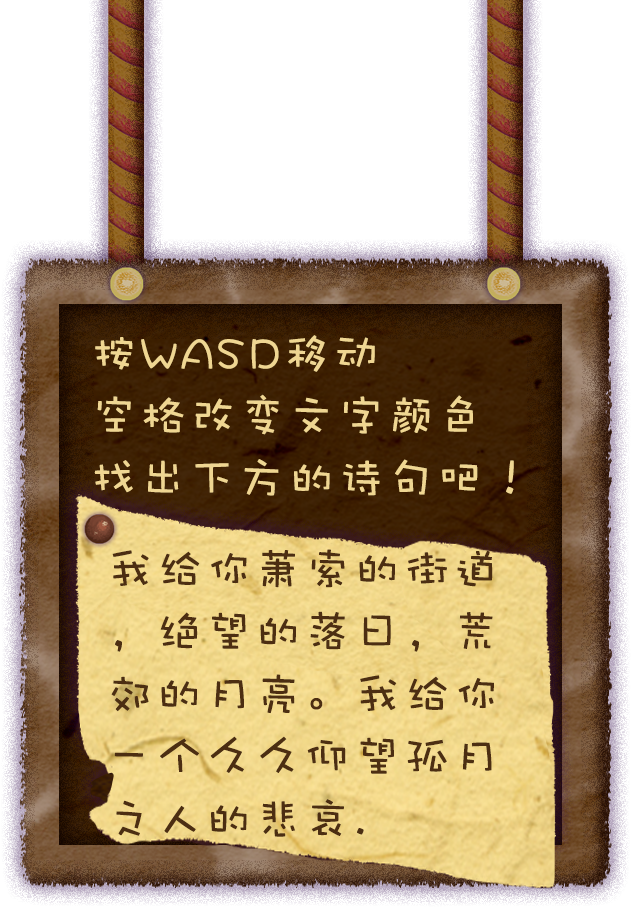 按WASD移动
空格改变文字颜色
找出下方的诗句吧！
我给你萧索的街道
，绝望的落日，荒
郊的月亮。我给你
一个久久仰望孤月
之人的悲哀.